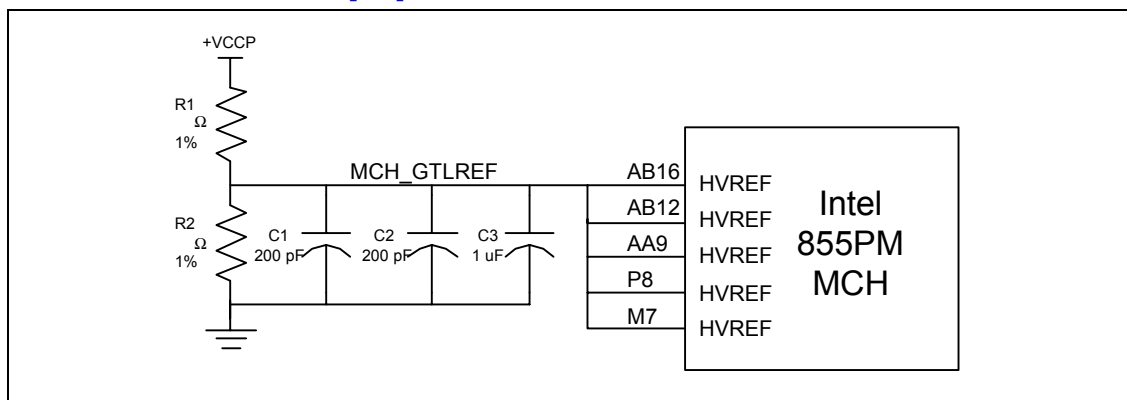 +VCCP
R1
Ω
1%
MCH_GTLREF
R2
Ω
1%
C1
200 pF
C2
200 pF
C3
1 uF
AB16
HVREF
AB12
HVREF
AA9
HVREF
P8
HVREF
M7
HVREF
Intel
855PM
MCH